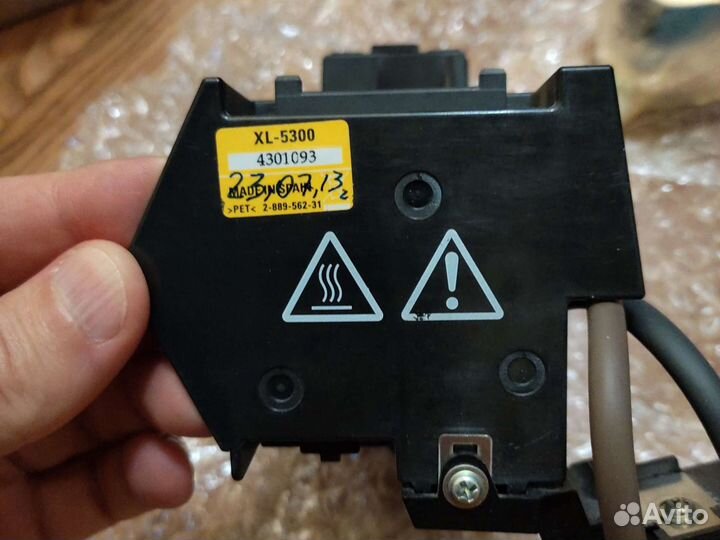 XL-5300
4301093
23,07,13
MADE IN SPAIN
>PET< 2-889-562-31
Avito